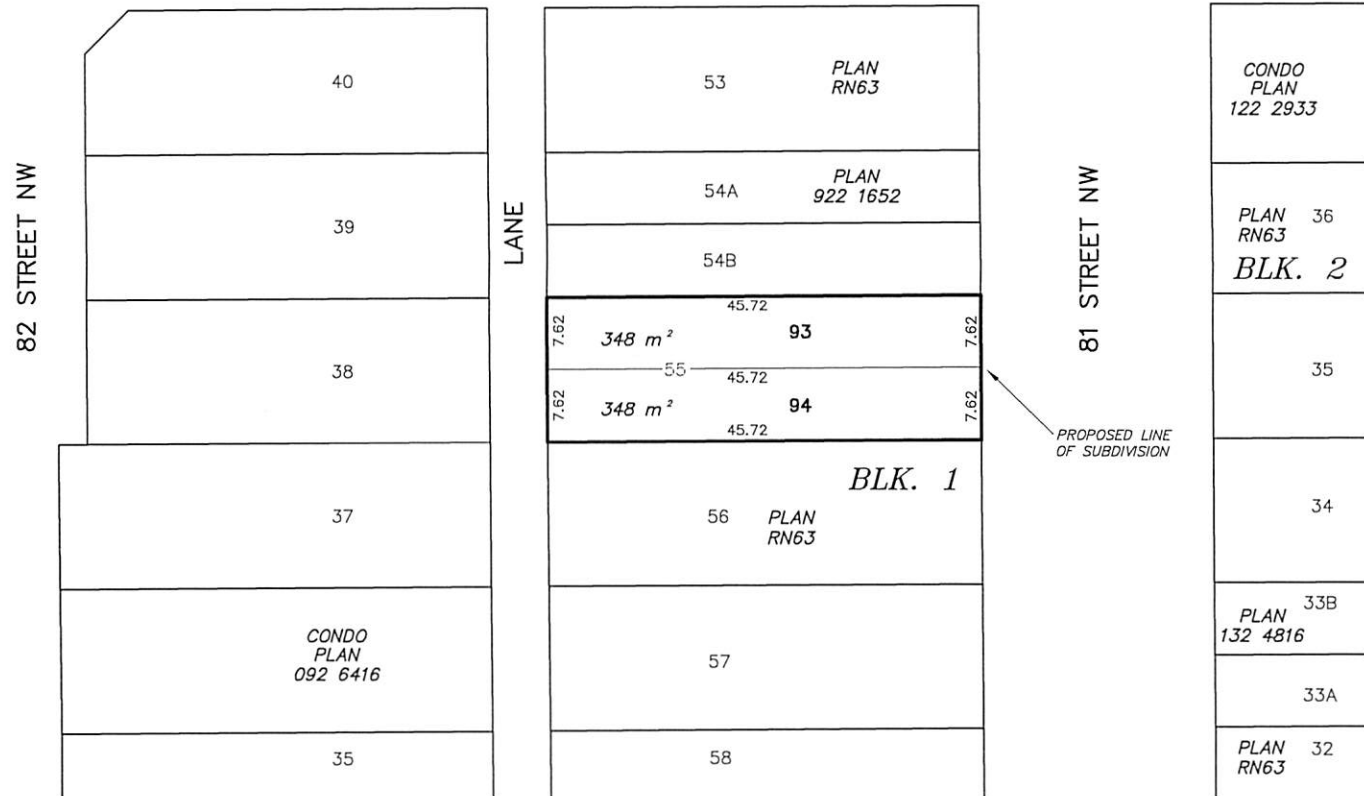 82 STREET NW
40
39
38
37
CONDO
PLAN
092 6416
35
LANE
53
PLAN
RN63
54A
PLAN
922 1652
54B
45.72
7.62
348 m²
93
7.62
55
45.72
7.62
348 m²
94
7.62
45.72
BLK. 1
56
PLAN
RN63
57
58
81 STREET NW
PROPOSED LINE
OF SUBDIVISION
CONDO
PLAN
122 2933
PLAN 36
RN63
BLK. 2
35
34
33B
PLAN
132 4816
33A
PLAN 32
RN63